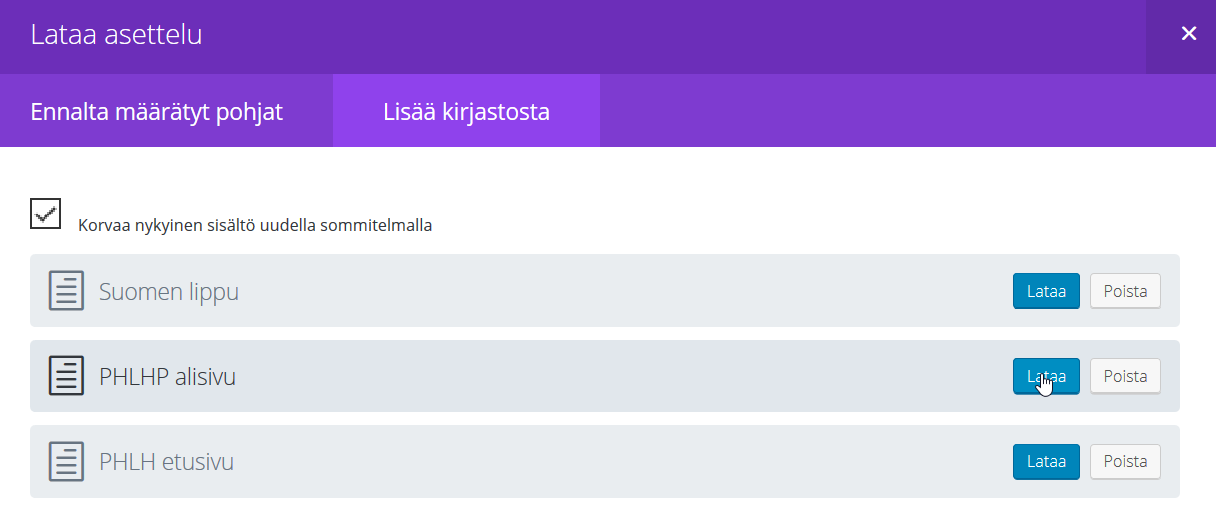 Lataa asettelu
Ennalta määrätyt pohjat Lisää kirjastosta
Korvaa nykyinen sisältö uudella sommitelmalla
Suomen lippu Lataa Poista
PHLHP alisivu Lataa Poista
PHLH etusivu Lataa Poista